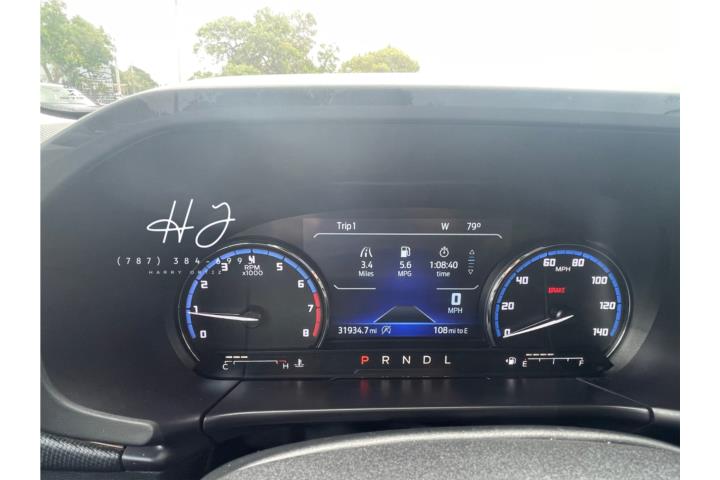 Trip1 W 79°
HJ
(787) 384-
HARRY ORTIZ
3.4 5.6 1:08:40
Miles MPG time
0
MPH
31934.7 mi 108 mi to E
0 1 2 3 4 5 6 7 8
RPM
x1000
0 20 40 60 80 100 120 140
MPH
BRAKE
C H
P R N D L
E F